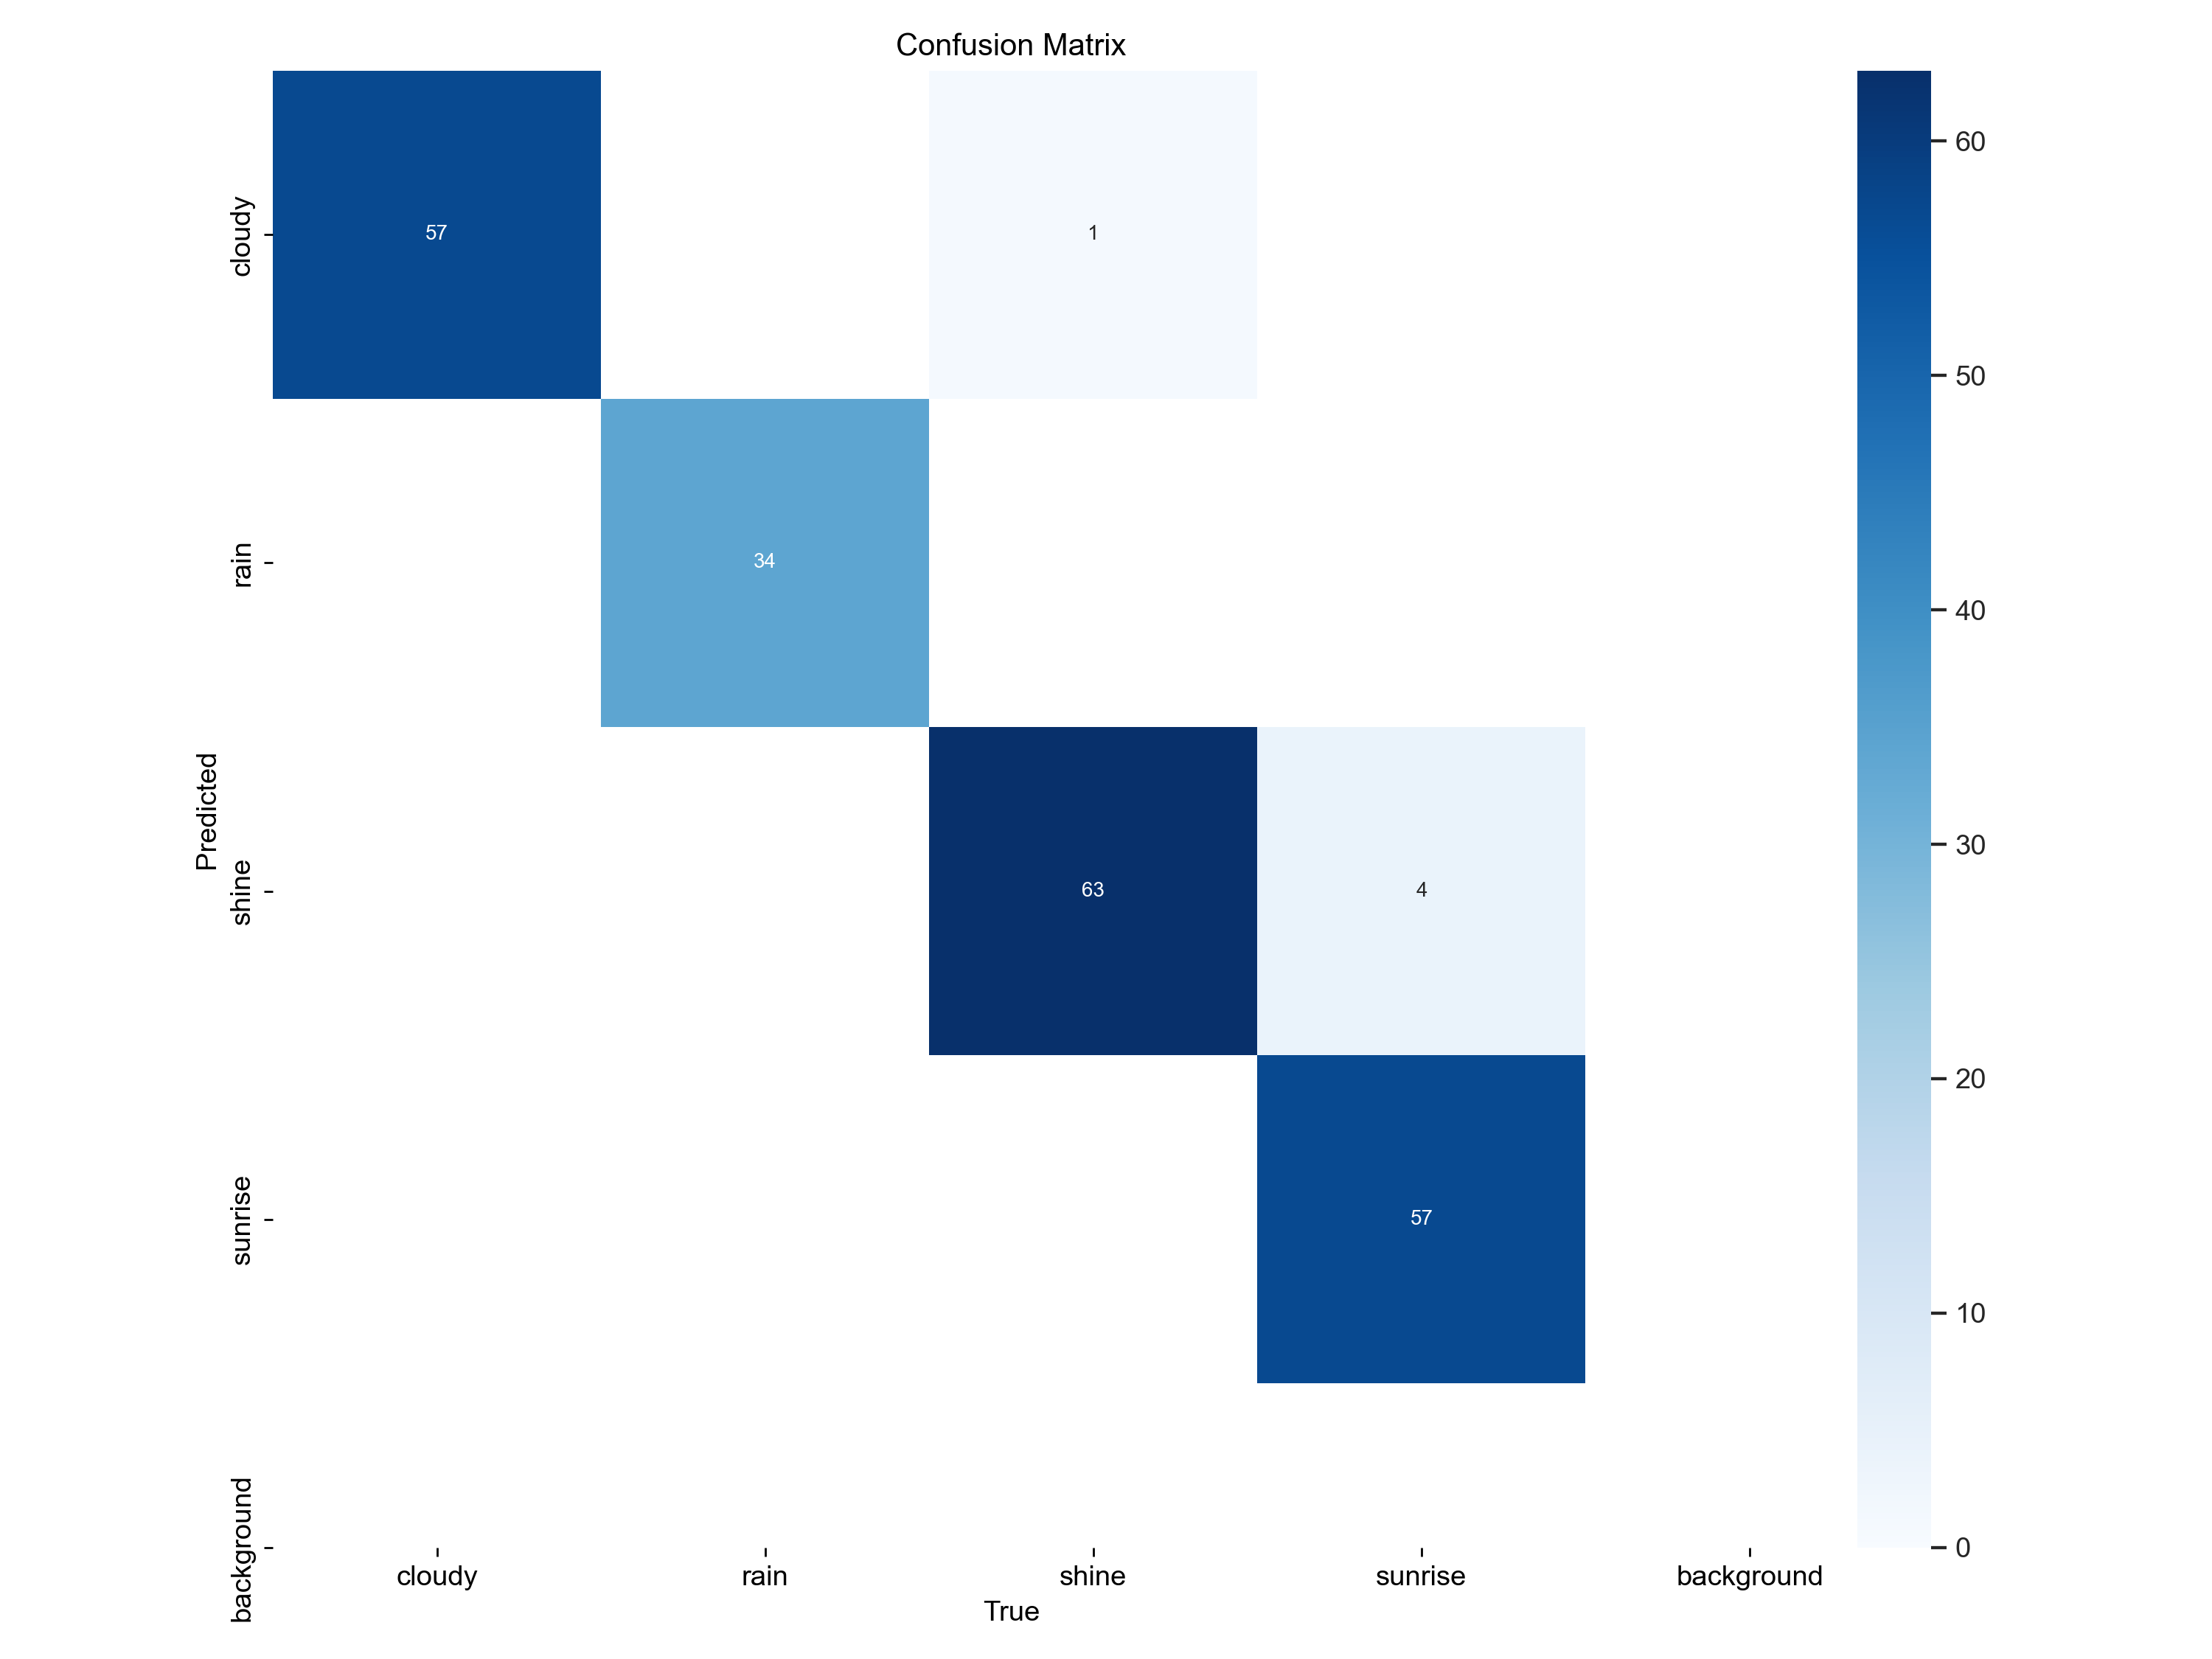 Confusion Matrix
cloudy
57
1
rain
34
Predicted
shine
63
4
sunrise
57
background
cloudy
rain
shine
sunrise
background
True
60
50
40
30
20
10
0